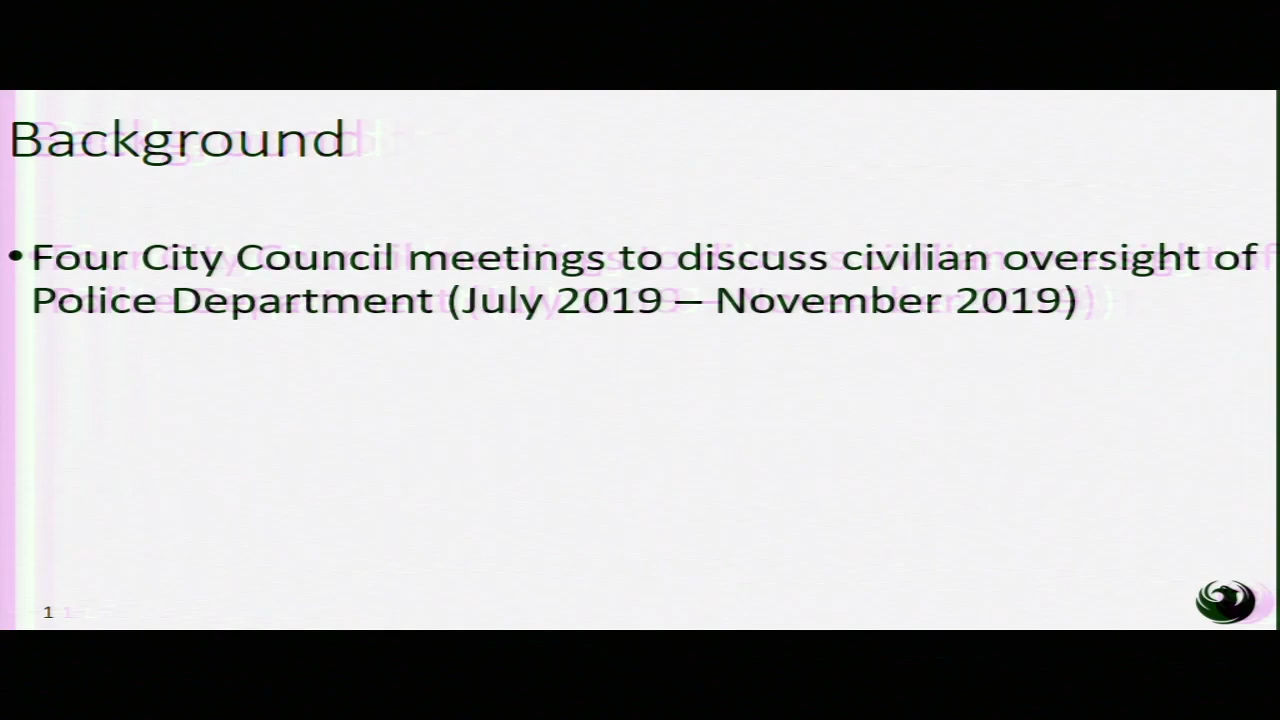 Background
• Four City Council meetings to discuss civilian oversight of
Police Department (July 2019 – November 2019)
1